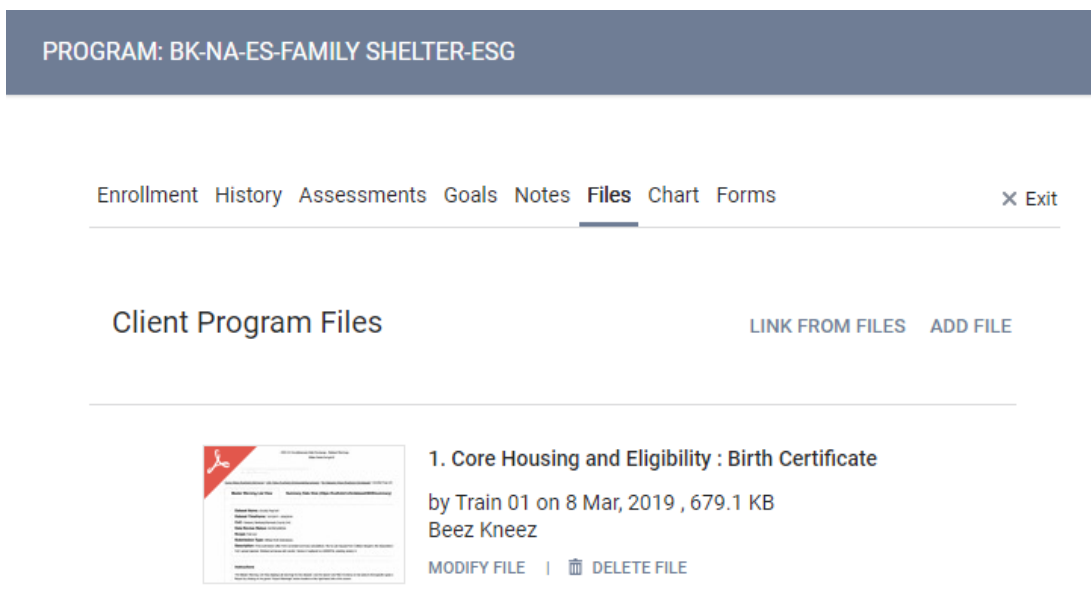 PROGRAM: BK-NA-ES-FAMILY SHELTER-ESG
Enrollment History Assessments Goals Notes Files Chart Forms × Exit
Client Program Files LINK FROM FILES ADD FILE
1. Core Housing and Eligibility : Birth Certificate
by Train 01 on 8 Mar, 2019 , 679.1 KB
Beez Kneez
MODIFY FILE | DELETE FILE